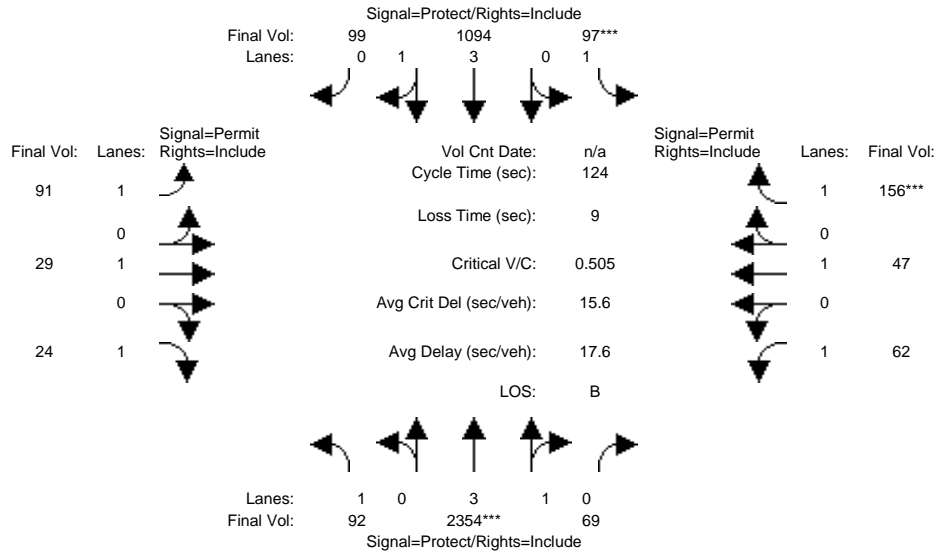 Signal=Protect/Rights=Include
Final Vol: 99 1094 97***
Lanes: 0 1 3 0 1
Signal=Permit Signal=Permit
Final Vol: Lanes: Rights=Include Vol Cnt Date: n/a Rights=Include Lanes: Final Vol:
Cycle Time (sec): 124
91 1 1 156***
Loss Time (sec): 9
0 0
29 1 Critical V/C: 0.505 1 47
0 Avg Crit Del (sec/veh): 15.6 0
24 1 Avg Delay (sec/veh): 17.6 1 62
LOS: B
Lanes: 1 0 3 1 0
Final Vol: 92 2354*** 69
Signal=Protect/Rights=Include